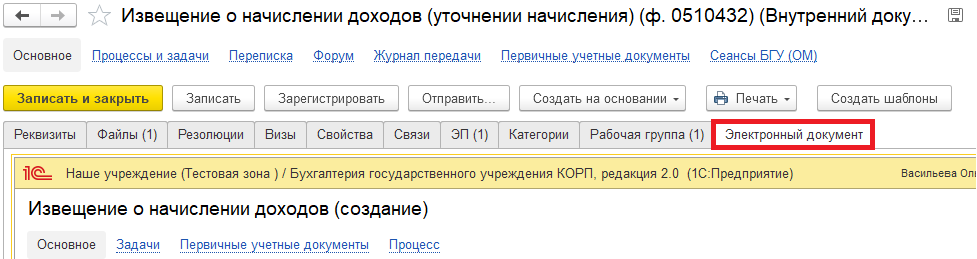 Извещение о начислении доходов (уточнении начисления) (ф. 0510432) (Внутренний доку...
Основное Процессы и задачи Переписка Форум Журнал передачи Первичные учетные документы Сеансы БГУ (ОМ)
Записать и закрыть Записать Зарегистрировать Отправить... Создать на основании Печать Создать шаблоны
Реквизиты Файлы (1) Резолюции Визы Свойства Связи ЭП (1) Категории Рабочая группа (1) Электронный документ
1С Наше учреждение (Тестовая зона ) / Бухгалтерия государственного учреждения КОРП, редакция 2.0 (1С:Предприятие) Васильева Оль
Извещение о начислении доходов (создание)
Основное Задачи Первичные учетные документы Процесс